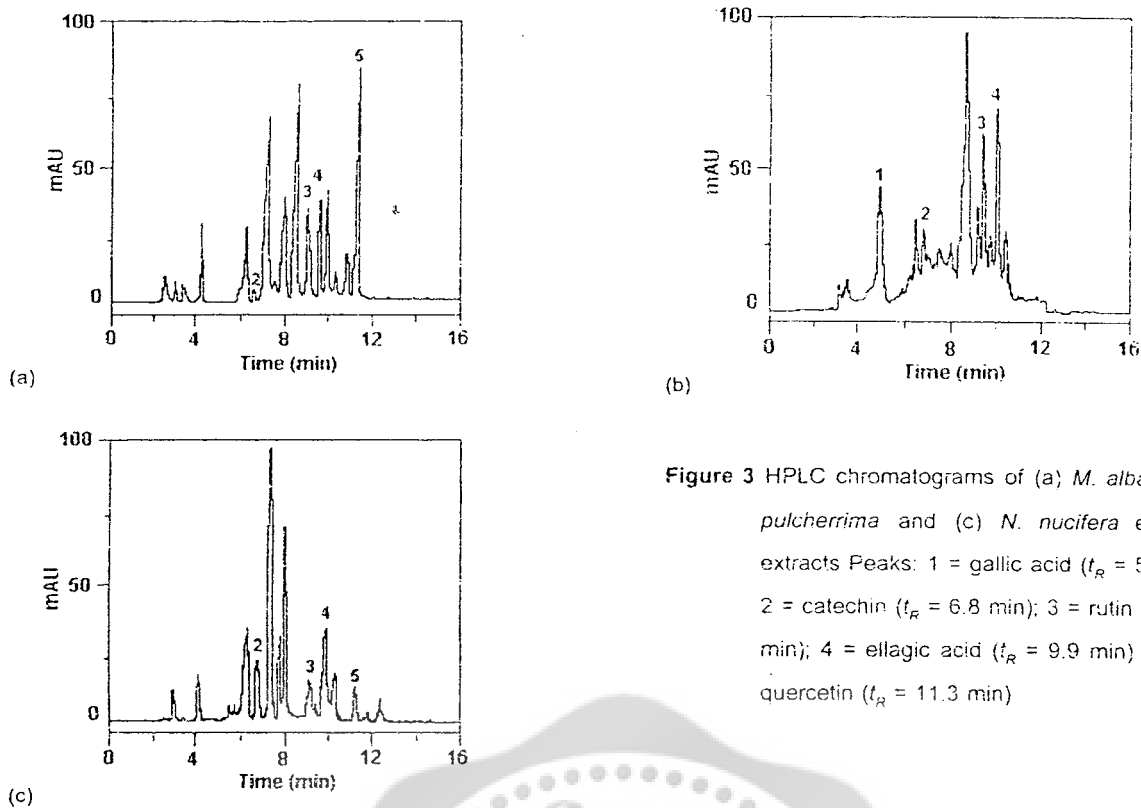 100
50
0
mAU
2
3
4
5
0 4 8 12 16
Time (min)
(a)
100
50
0
mAU
1
2
3
4
0 4 8 12 16
Time (min)
(b)
100
50
0
mAU
2
3
4
5
0 4 8 12 16
Time (min)
(c)
Figure 3 HPLC chromatograms of (a) M. alba
pulcherrima and (c) N. nucifera
extracts Peaks: 1 = gallic acid (tR = 5
2 = catechin (tR = 6.8 min); 3 = rutin
min); 4 = ellagic acid (tR = 9.9 min)
quercetin (tR = 11.3 min)